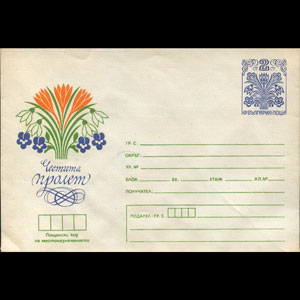 2
НР БЪЛГАРИЯ ПОЩА
Честита
пролет
ГР. С.
ОКРЪГ:
УЛ. №
БЛОК ВХ. ЕТАЖ АП. №
ПОЛУЧАТЕЛ:
ПОДАТЕЛ: ГР. С.
Пощенски код
на местоназначението